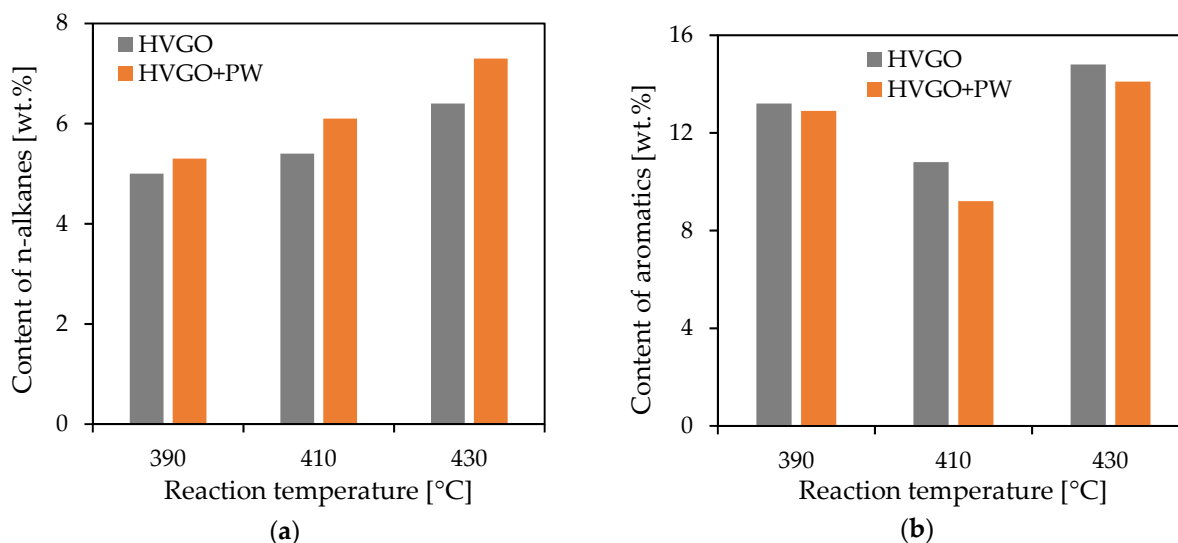 Content of n-alkanes [wt.%]
8
6
4
2
0
HVGO
HVGO+PW
390 410 430
Reaction temperature [°C]
(a)
Content of aromatics [wt.%]
16
12
8
4
0
HVGO
HVGO+PW
390 410 430
Reaction temperature [°C]
(b)